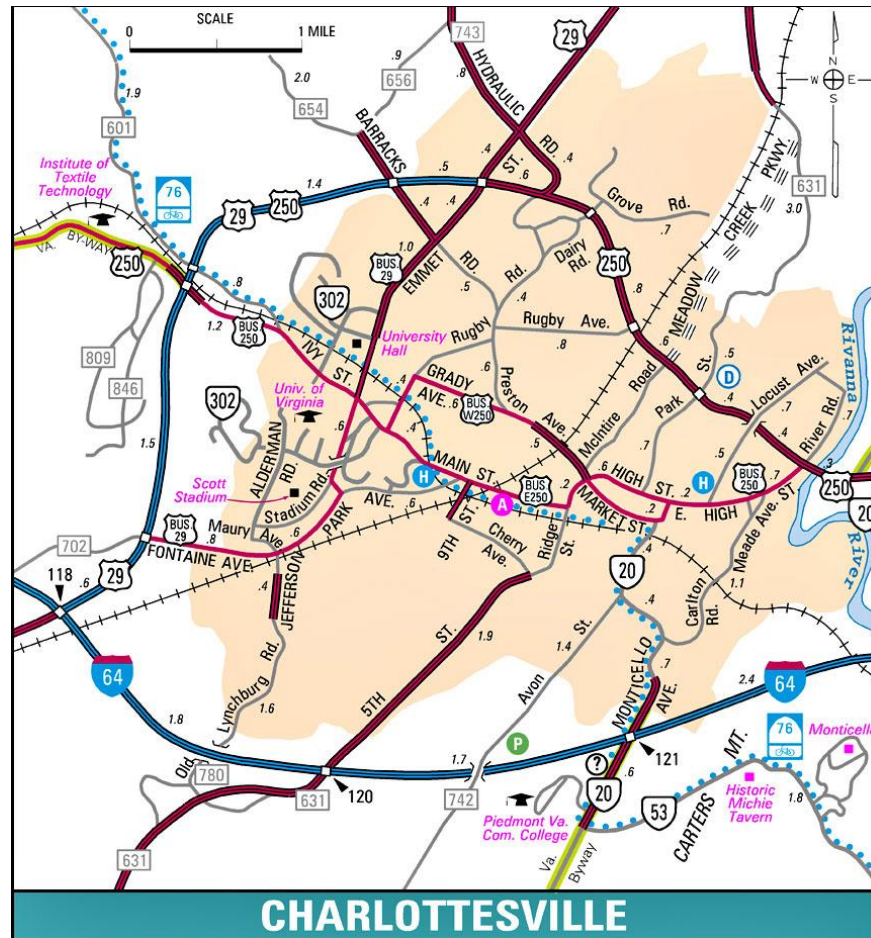 SCALE
0
1 MILE
743
29
HYDRAULIC
RD.
.8
.9
2.0
656
654
1.9
601
N
W
E
S
BARRACKS
RD.
.4
.4
ST.
.6
.4
.5
1.4
Institute of
Textile
Technology
76
29
250
Grove Rd.
.7
Dairy
Rd.
MEADOW CREEK PKWY.
631
3.0
VA. BY-WAY
250
.4
.4
1.0
BUS. 29
EMMET
.5
Rd.
.4
250
.8
302
.8
1.2
BUS 250
IVY
ST.
University
Hall
Rugby
Rugby Ave.
.8
.6
Preston
Ave.
.5
.6
Road
McIntire
Park
St.
.7
.5
D
Locust Ave.
.7
.5
.4
Rivanna
River
River Rd.
.7
.3
809
846
302
Univ. of
Virginia
.4
GRADY
AVE.
.6
BUS W250
1.5
ALDERMAN
RD.
Scott
Stadium
Stadium Rd.
H
MAIN ST.
BUS E250
A
.2
.6
HIGH
ST.
.2
H
BUS 250
250
20
MARKET ST.
.2
E.
HIGH
ST.
.7
Meade Ave.
702
BUS. 29
Maury
Ave.
.6
FONTAINE AVE.
PARK
AVE.
.6
JEFFERSON
.4
9TH
ST.
Cherry
Ave.
.6
Ridge
St.
20
.4
Carlton
Rd.
1.1
118
.6
29
64
Old
Lynchburg
Rd.
1.6
5TH
ST.
1.9
Avon
St.
1.4
.7
MONTICELLO
AVE.
2.4
64
1.8
1.7
P
121
?
.6
20
76
Monticello
780
631
120
742
Piedmont Va.
Com. College
53
CARTERS
MT.
Historic
Michie
Tavern
1.8
631
Va.
Byway
CHARLOTTESVILLE